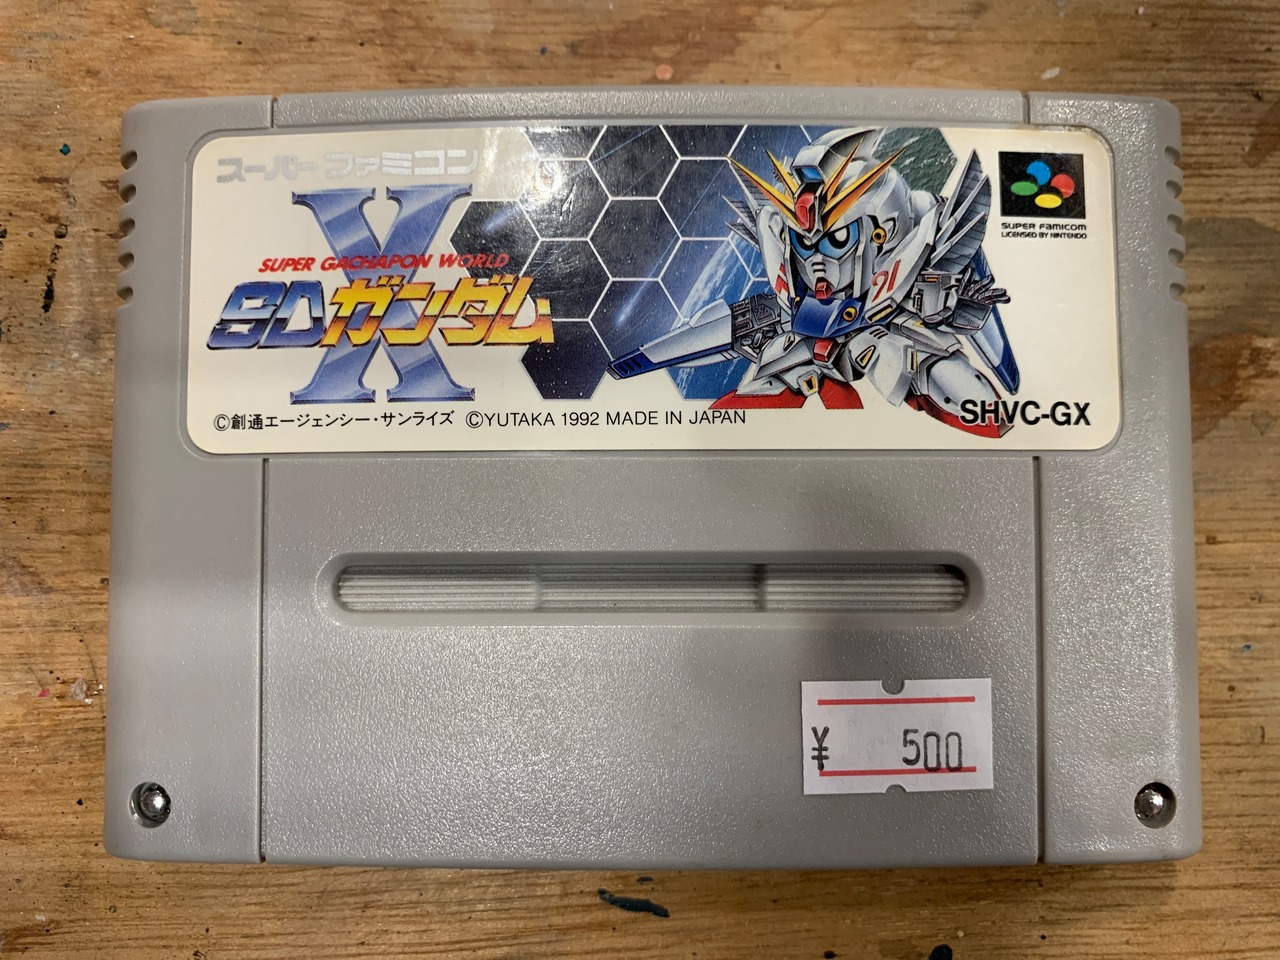 スーパーファミコン
X
SUPER GACHAPON WORLD
SDガンダム
91
SUPER FAMICOM
LICENSED BY NINTENDO
©創通エージェンシー・サンライズ ©YUTAKA 1992 MADE IN JAPAN
SHVC-GX
¥ 500